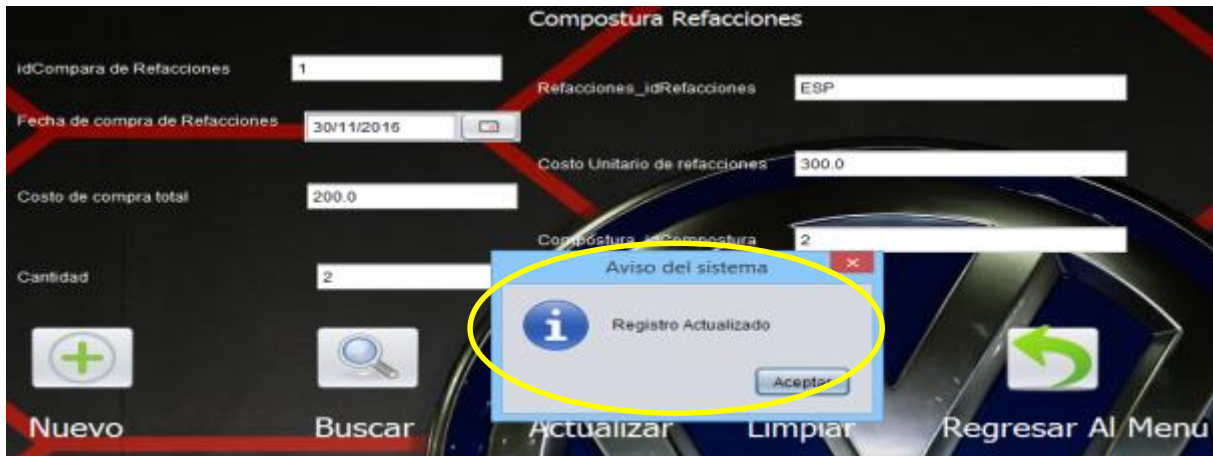 Compostura Refacciones
idCompara de Refacciones 1
Refacciones_idRefacciones ESP
Fecha de compra de Refacciones 30/11/2016
Costo Unitario de refacciones 300.0
Costo de compra total 200.0
Compostura_idCompostura 2
Aviso del sistema
Cantidad 2
Registro Actualizado
Aceptar
Nuevo Buscar Actualizar Limpiar Regresar Al Menú